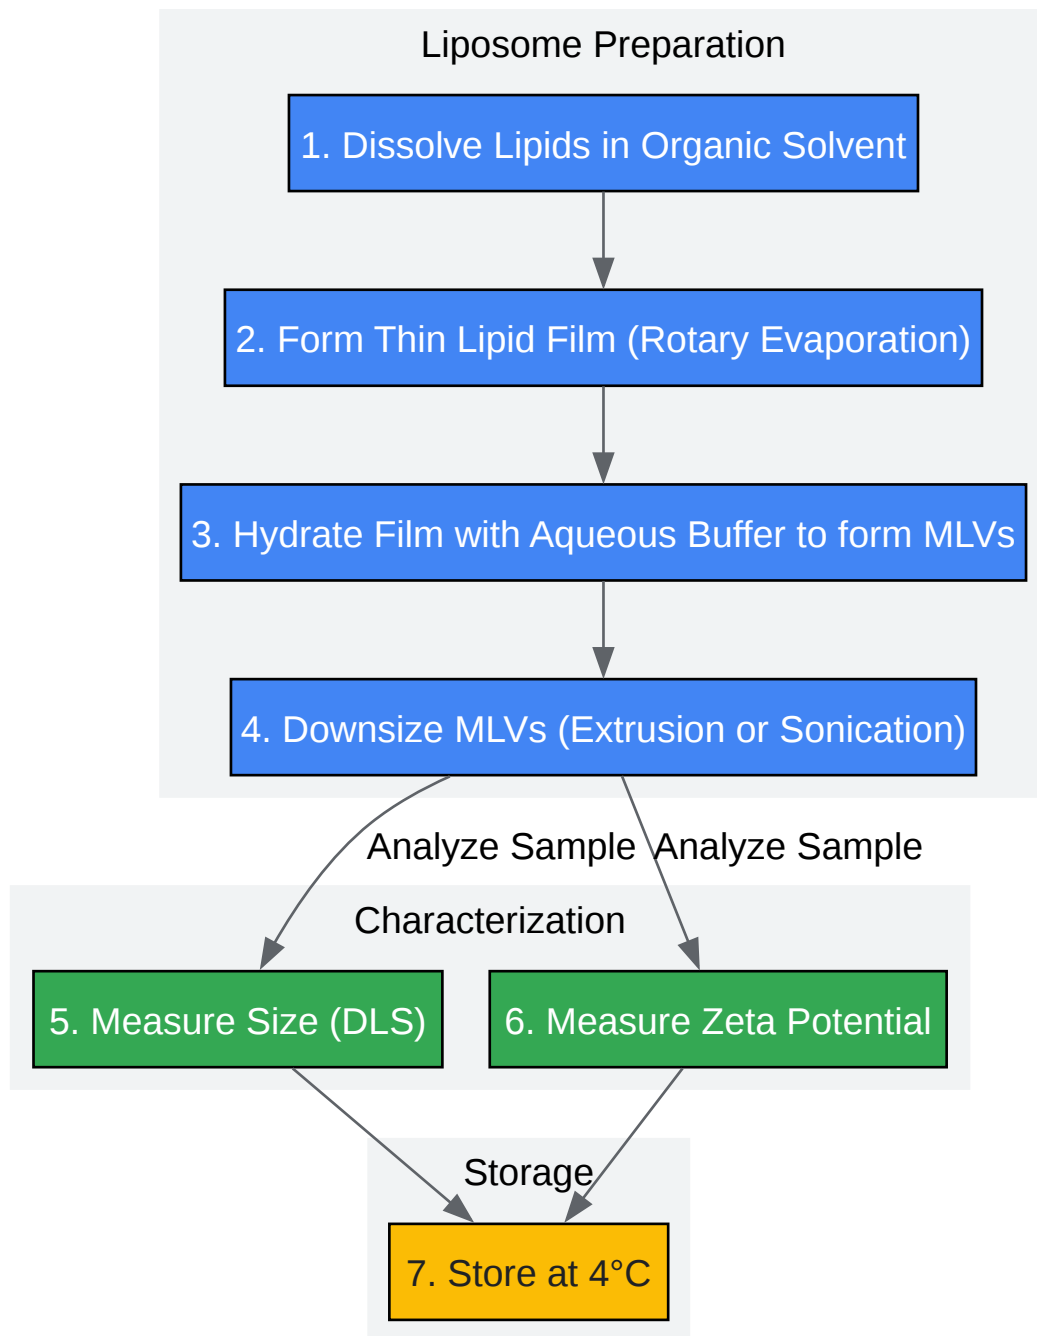 Liposome Preparation
1. Dissolve Lipids in Organic Solvent
2. Form Thin Lipid Film (Rotary Evaporation)
3. Hydrate Film with Aqueous Buffer to form MLVs
4. Downsize MLVs (Extrusion or Sonication)
Analyze Sample
Analyze Sample
Characterization
5. Measure Size (DLS)
6. Measure Zeta Potential
Storage
7. Store at 4°C